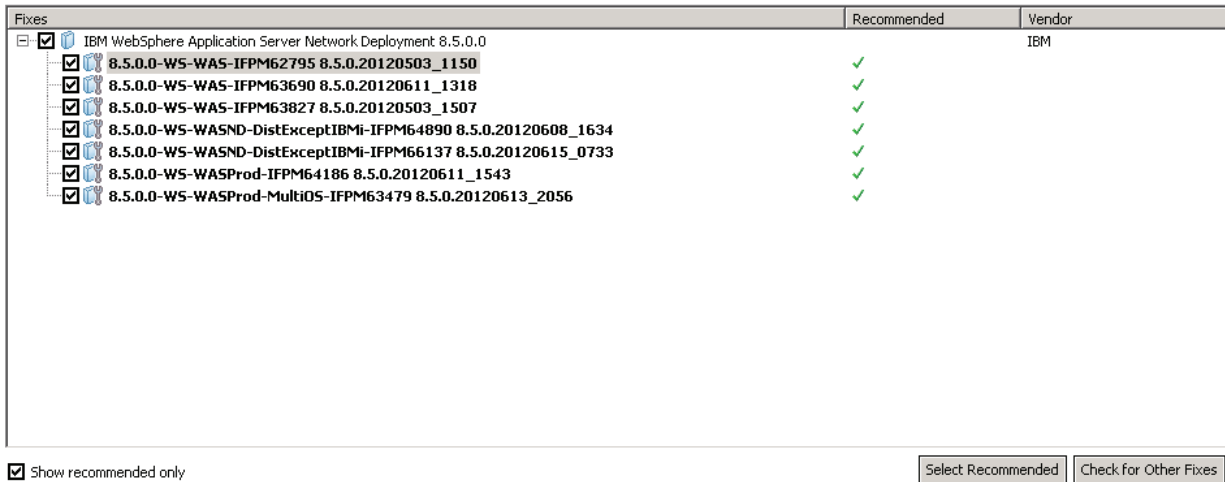 Fixes Recommended Vendor
IBM WebSphere Application Server Network Deployment 8.5.0.0 IBM
8.5.0.0-WS-WAS-IFPM62795 8.5.0.20120503_1150
8.5.0.0-WS-WAS-IFPM63690 8.5.0.20120611_1318
8.5.0.0-WS-WAS-IFPM63827 8.5.0.20120503_1507
8.5.0.0-WS-WASND-DistExceptIBMi-IFPM64890 8.5.0.20120608_1634
8.5.0.0-WS-WASND-DistExceptIBMi-IFPM66137 8.5.0.20120615_0733
8.5.0.0-WS-WASProd-IFPM64186 8.5.0.20120611_1543
8.5.0.0-WS-WASProd-MultiOS-IFPM63479 8.5.0.20120613_2056
Show recommended only Select Recommended Check for Other Fixes